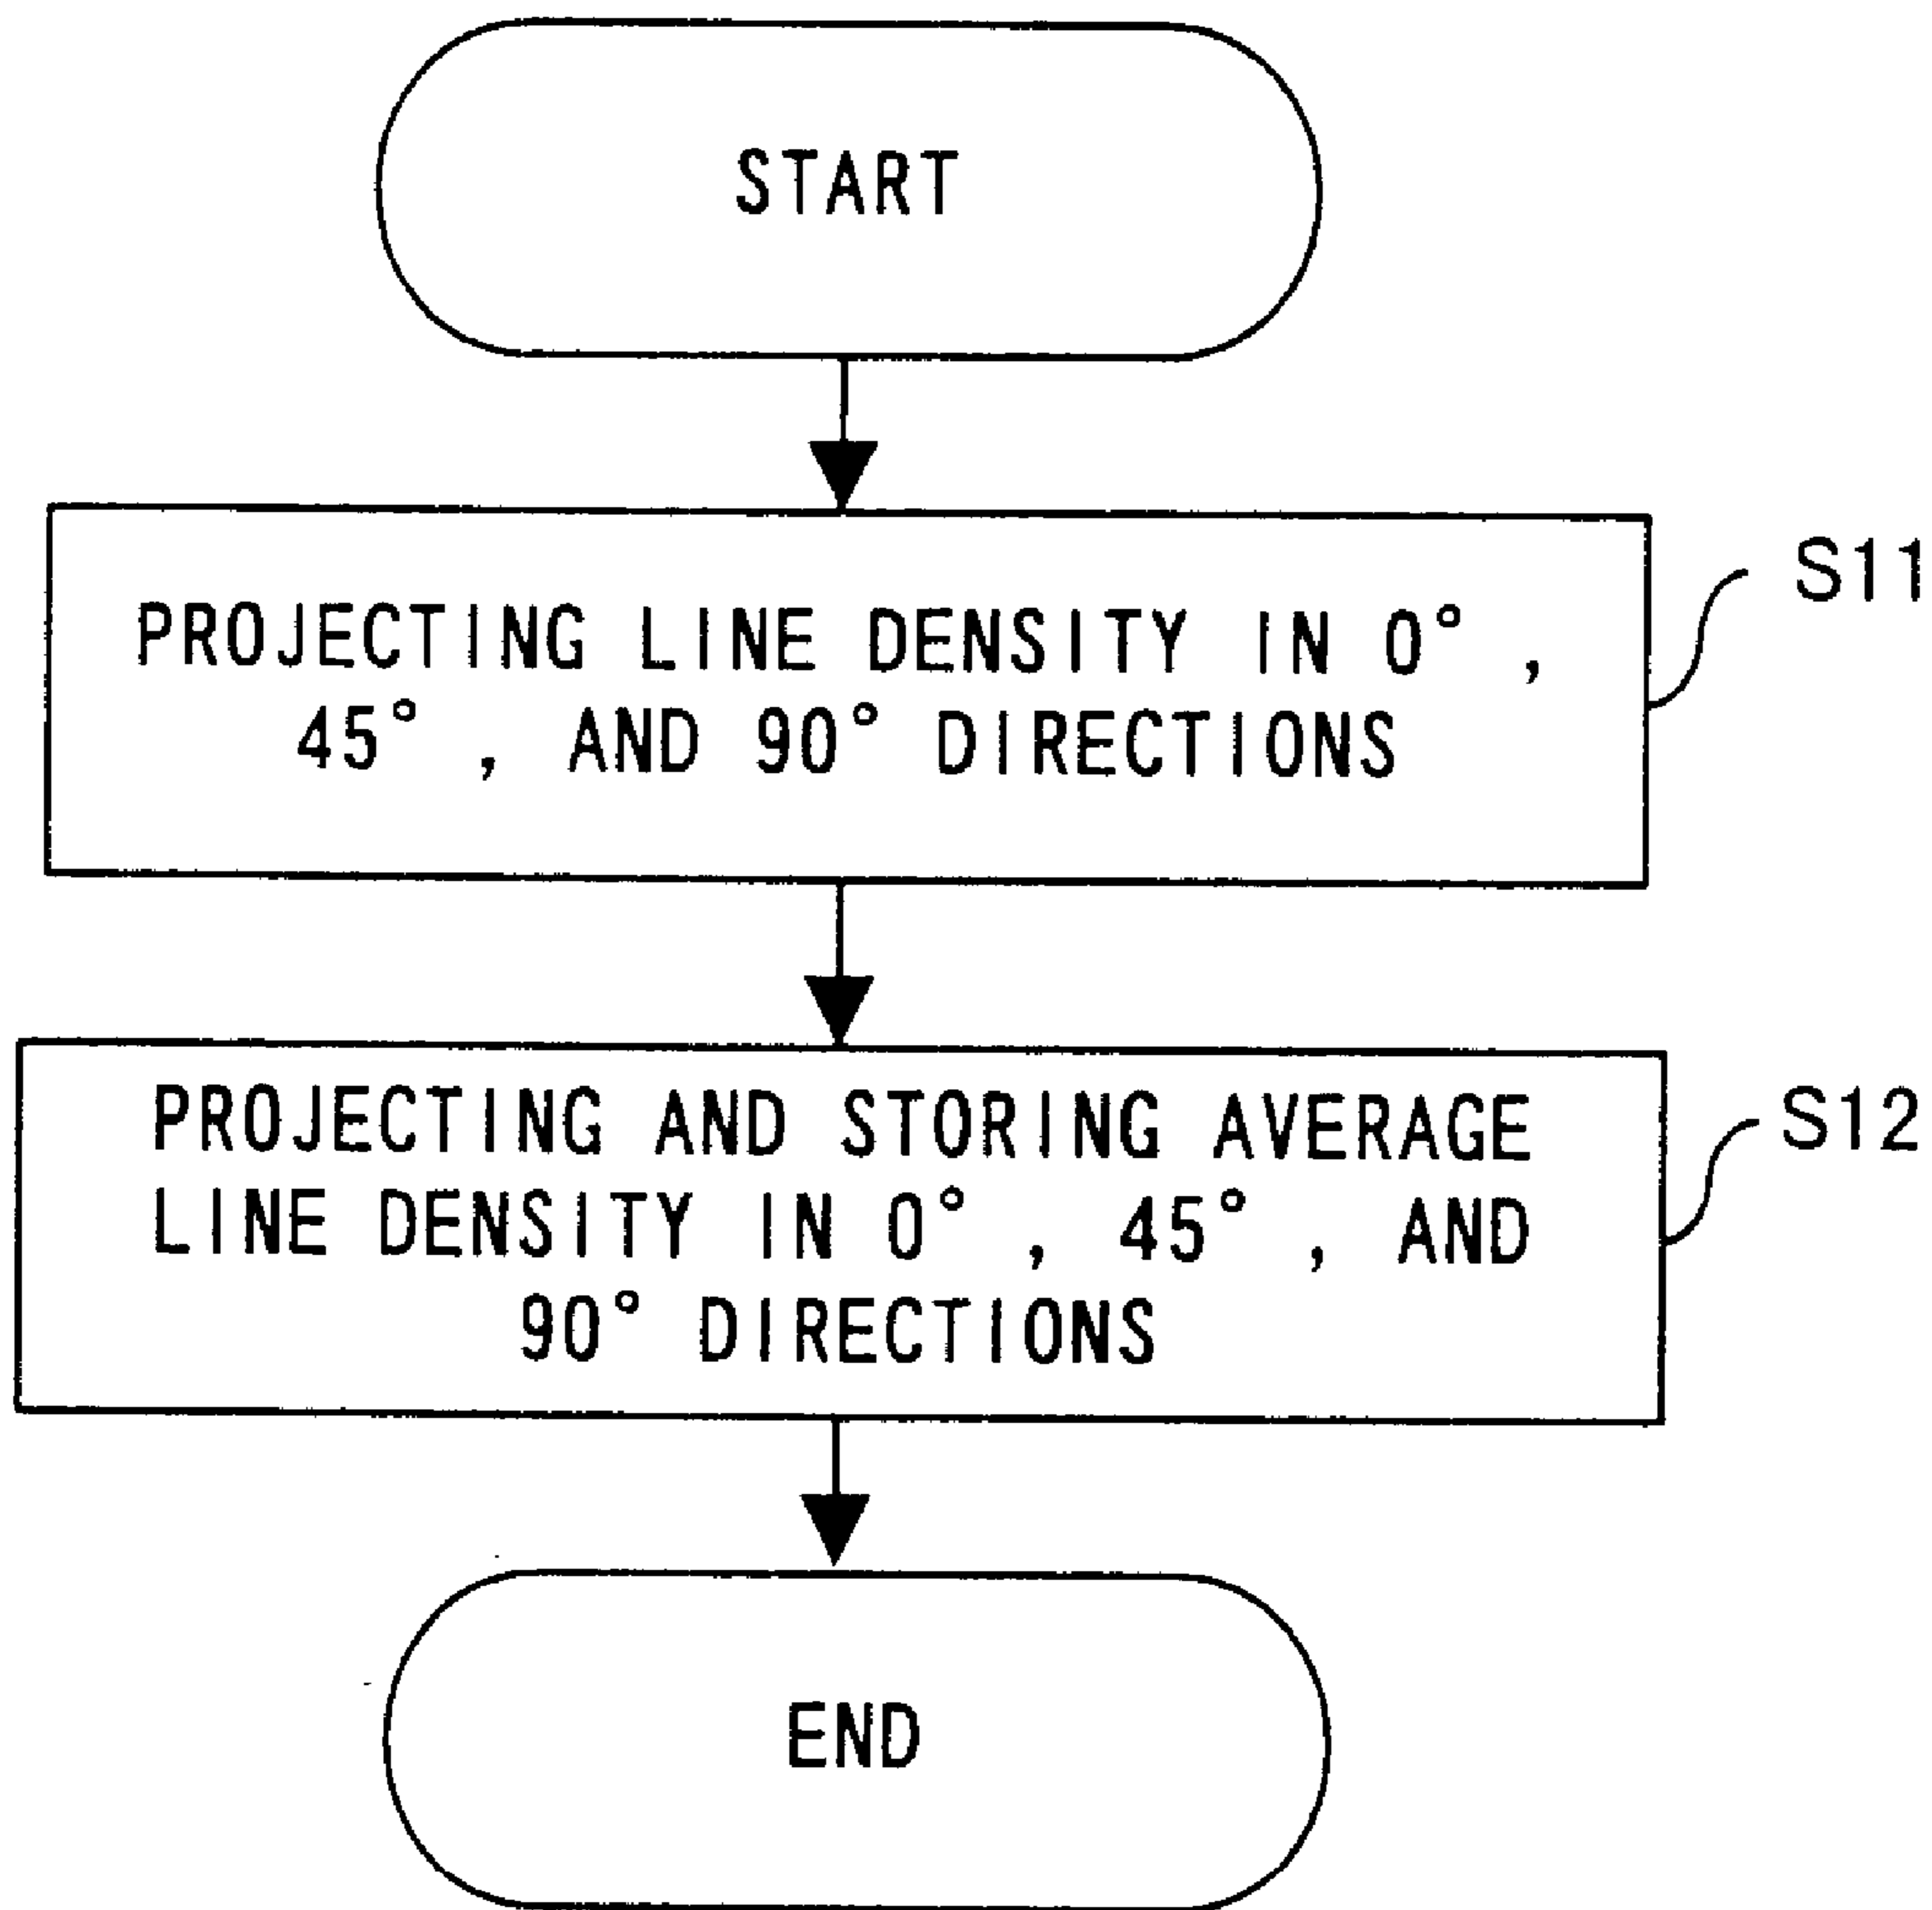 START
PROJECTING LINE DENSITY IN 0°,
45°, AND 90° DIRECTIONS
S11
PROJECTING AND STORING AVERAGE
LINE DENSITY IN 0°, 45°, AND
90° DIRECTIONS
S12
END